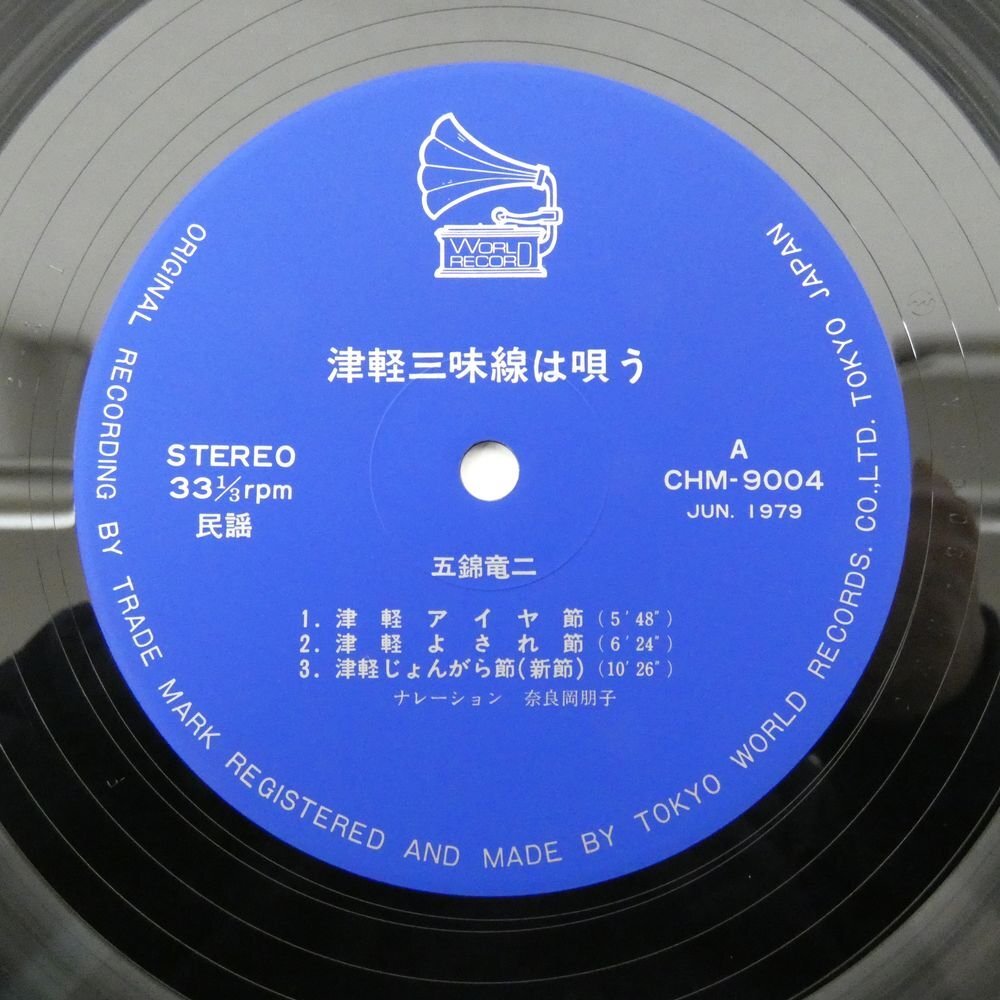 WORLD
RECORD
津軽三味線は唄う
STEREO
33⅓rpm
民謡
A
CHM-9004
JUN. 1979
五錦竜二
1. 津軽アイヤ節 (5'48")
2. 津軽よされ節 (6'24")
3. 津軽じょんがら節(新節) (10'26")
ナレーション 奈良岡朋子
ORIGINAL RECORDING BY TRADE MARK REGISTERED AND MADE BY TOKYO WORLD RECORDS. CO.,LTD. TOKYO JAPAN